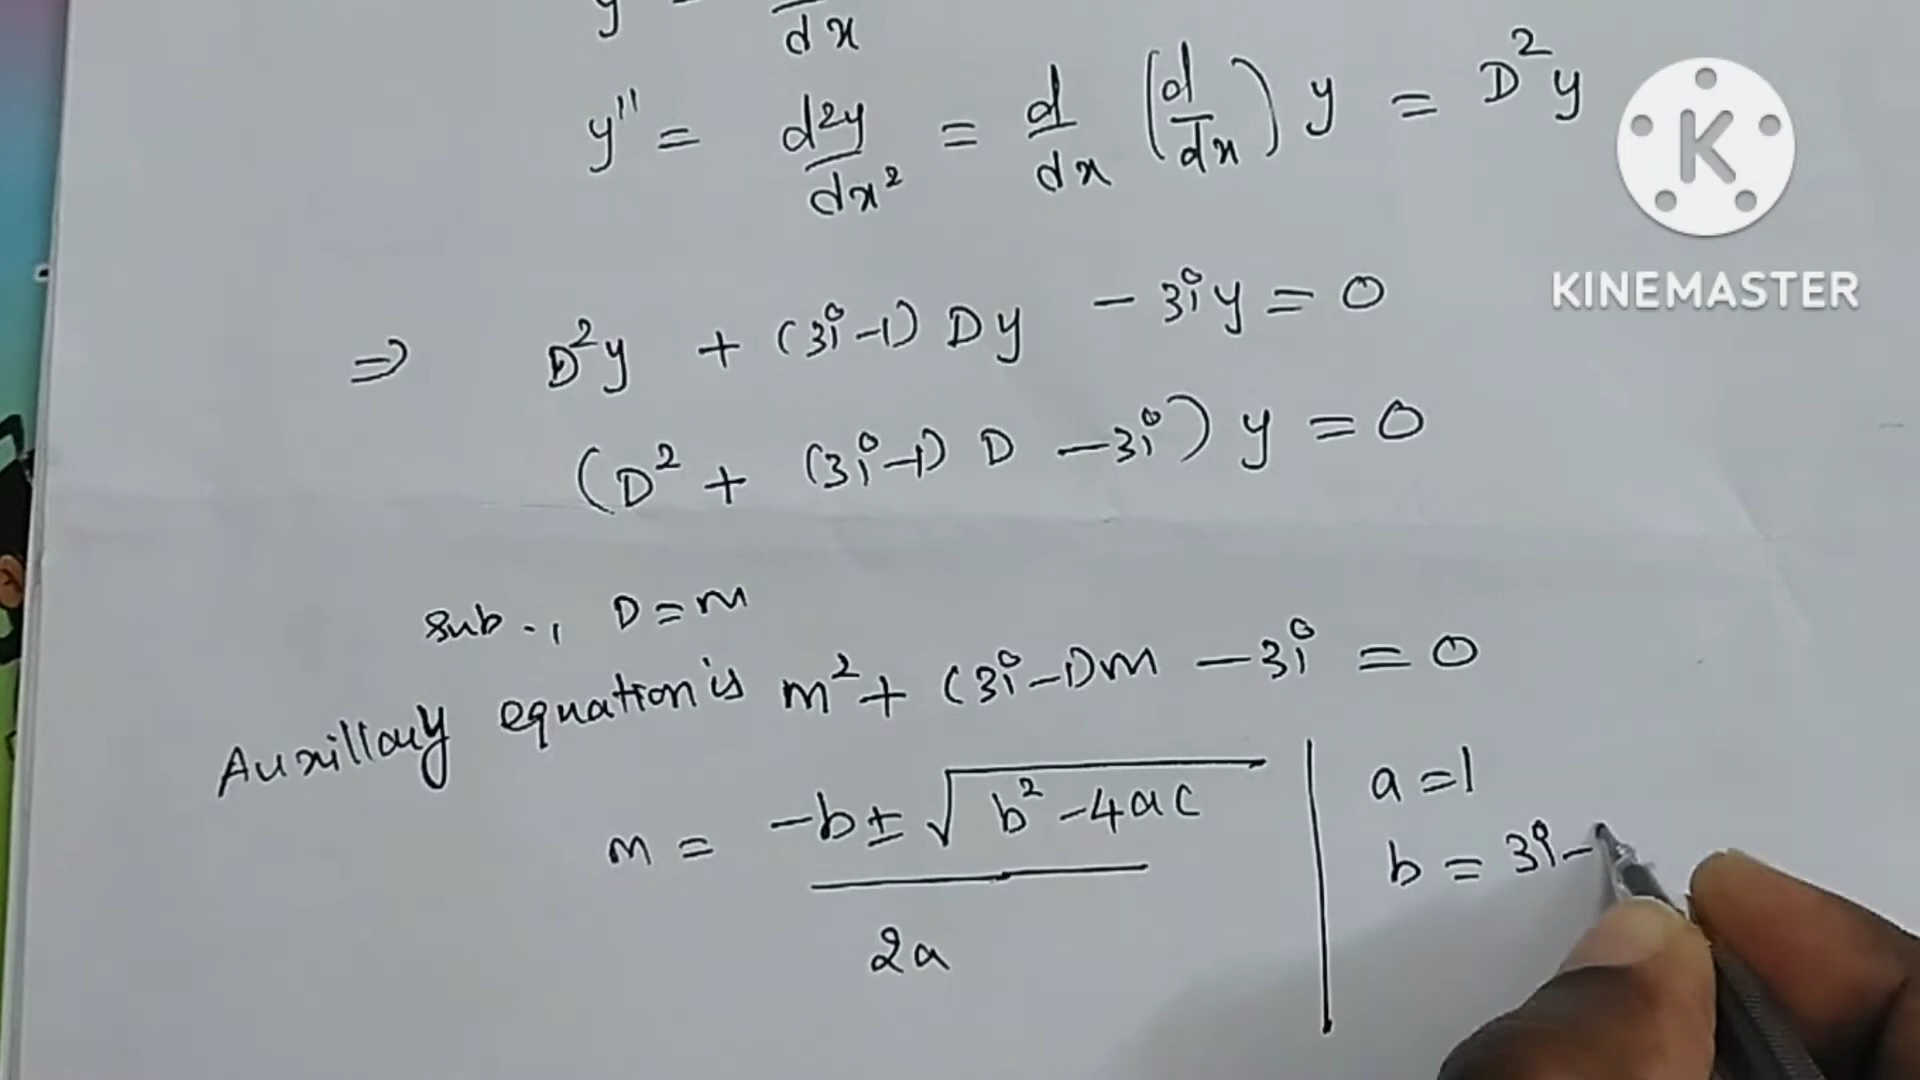 y' = d/dx
y'' = d²y/dx² = d/dx (d/dx) y = D²y
K
KINEMASTER
⇒ D²y + (3i-1) Dy - 3iy = 0
(D² + (3i-1) D - 3i) y = 0
sub., D = m
Auxillary equation is m² + (3i-1)m - 3i = 0
m = -b ± √(b² - 4ac) / 2a
a = 1
b = 3i -